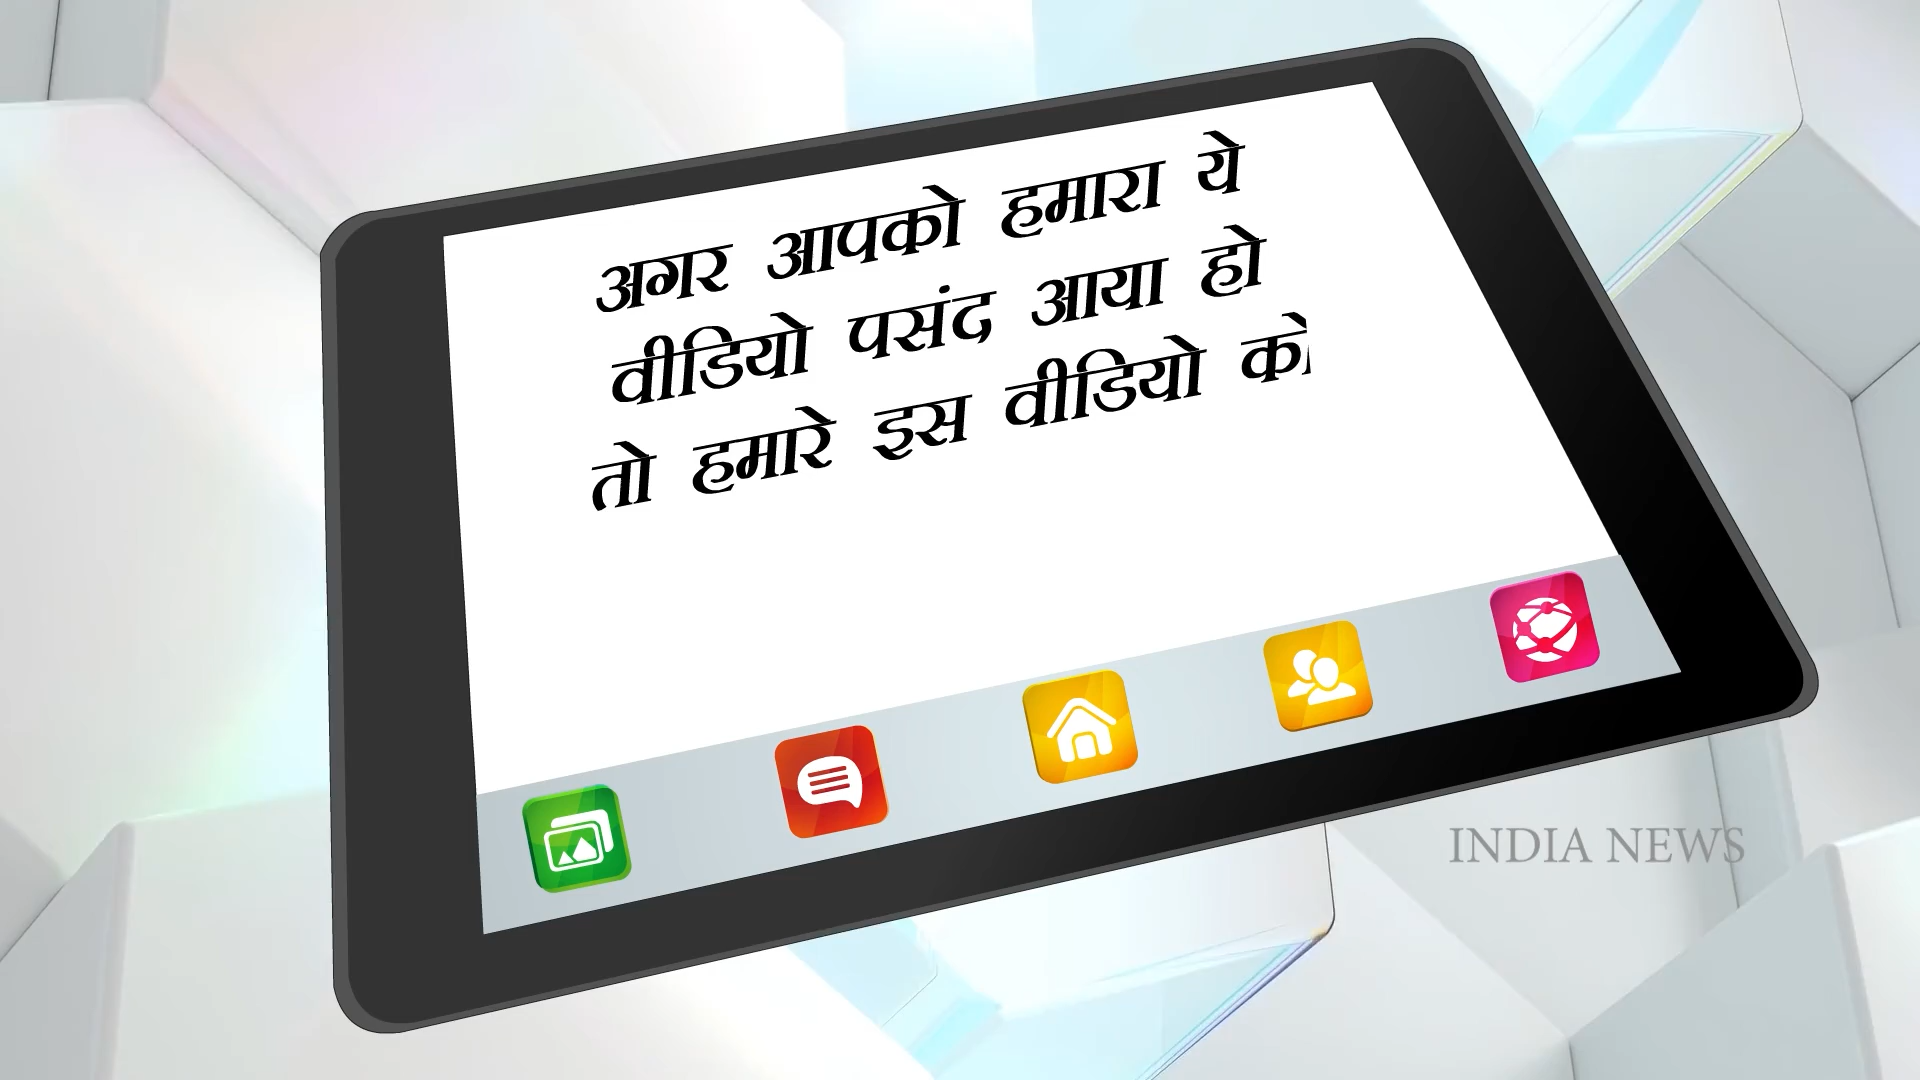 अगर आपको हमारा ये
वीडियो पसंद आया हो
तो हमारे इस वीडियो को
INDIA NEWS